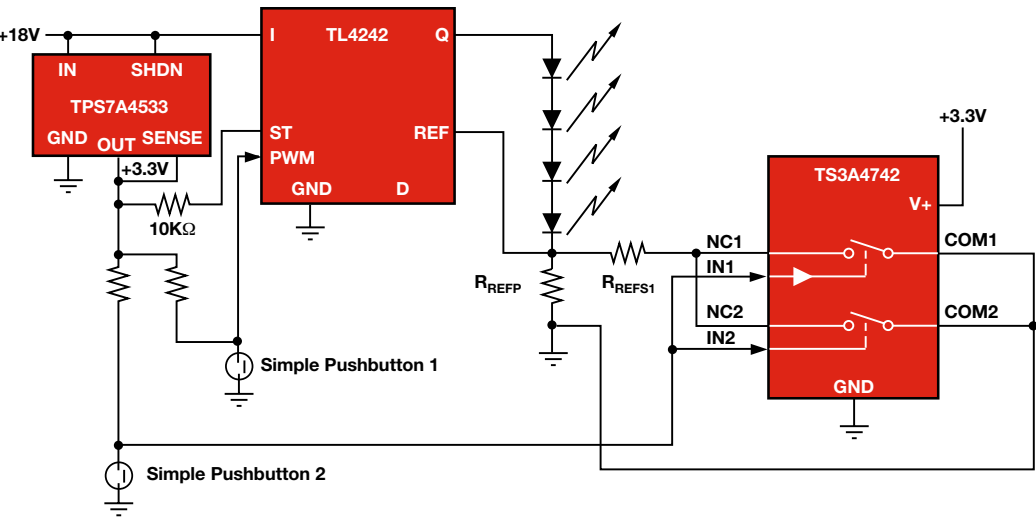 +18V
I
TL4242
Q
IN
SHDN
TPS7A4533
GND
OUT
SENSE
+3.3V
ST
REF
PWM
GND
D
10KΩ
+3.3V
TS3A4742
V+
NC1
COM1
IN1
RREFP
RREFS1
NC2
COM2
IN2
GND
Simple Pushbutton 1
Simple Pushbutton 2